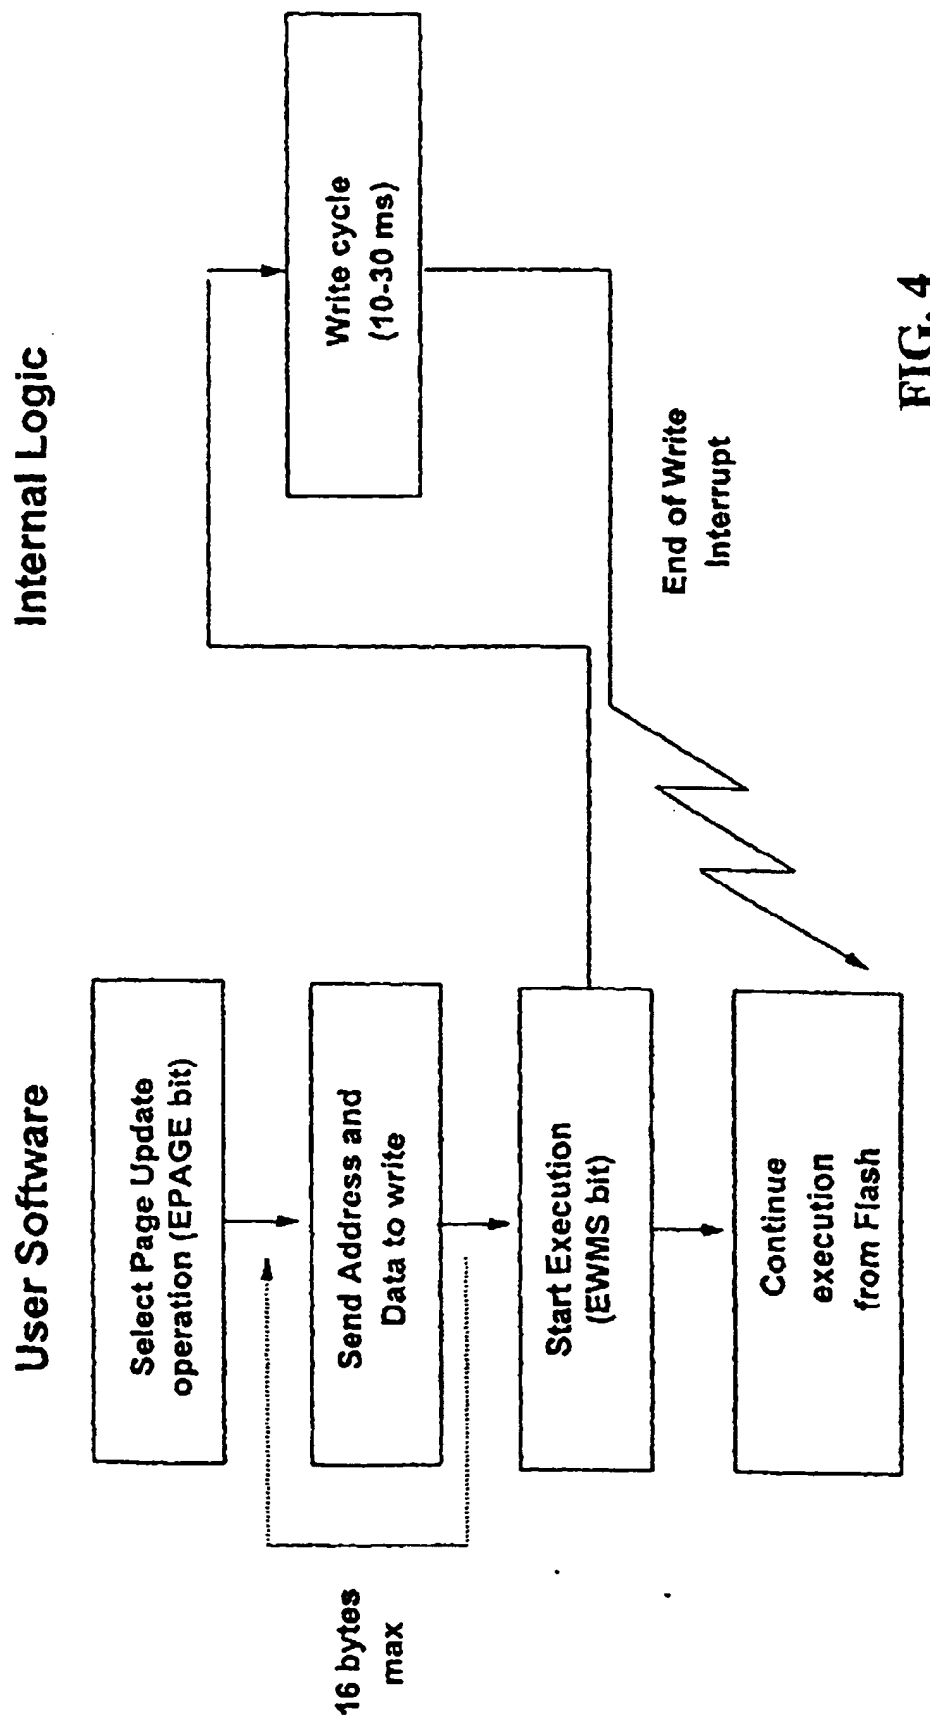 User Software
Internal Logic
Select Page Update
operation (EPAGE bit)
16 bytes
max
Send Address and
Data to write
Start Execution
(EWMS bit)
Continue
execution
from Flash
Write cycle
(10-30 ms)
End of Write
Interrupt
FIG. 4